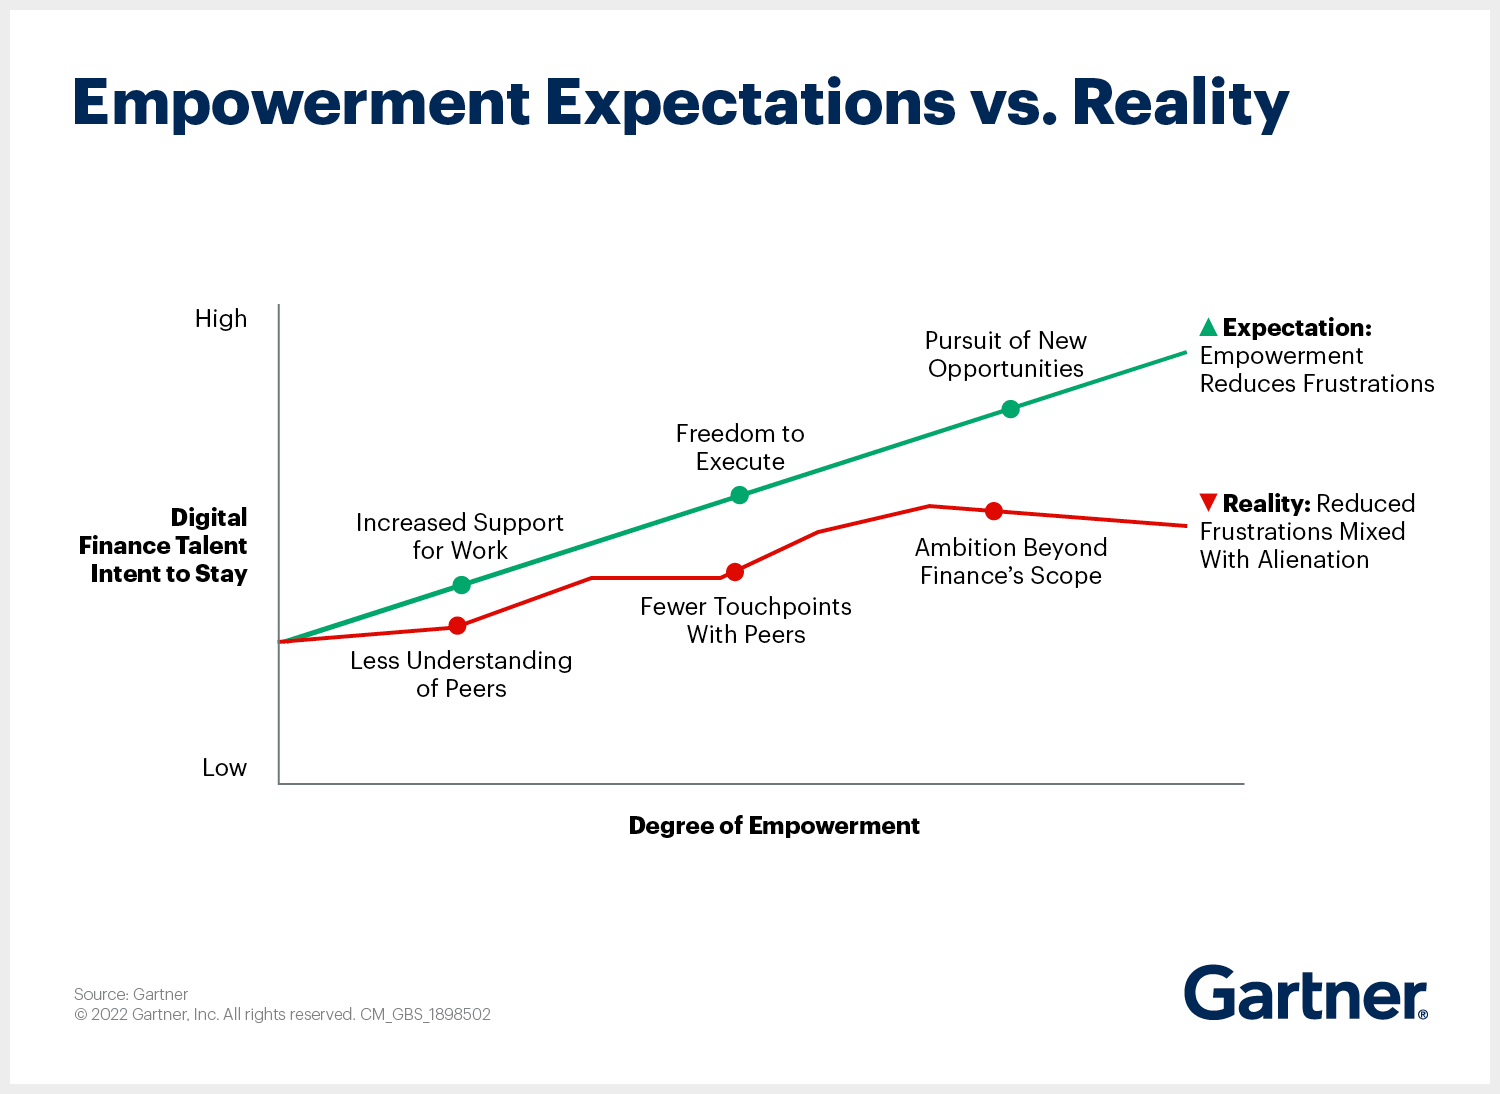 Empowerment Expectations vs. Reality
High
Pursuit of New
Opportunities
▲ Expectation:
Empowerment
Reduces Frustrations
Freedom to
Execute
Digital
Finance Talent
Intent to Stay
Increased Support
for Work
▼ Reality: Reduced
Frustrations Mixed
With Alienation
Ambition Beyond
Finance’s Scope
Fewer Touchpoints
With Peers
Less Understanding
of Peers
Low
Degree of Empowerment
Source: Gartner
© 2022 Gartner, Inc. All rights reserved. CM_GBS_1898502
Gartner®